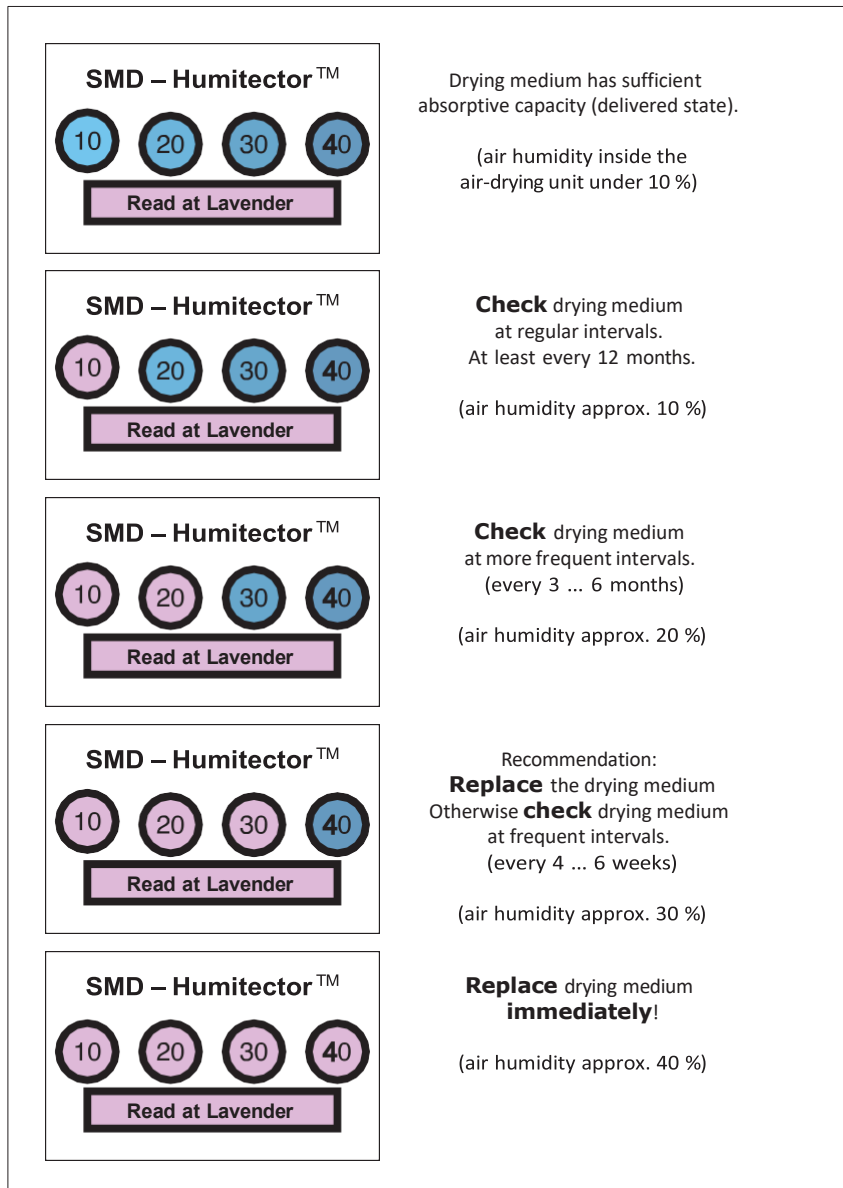 SMD – Humitector™
10 20 30 40
Read at Lavender
Drying medium has sufficient
absorptive capacity (delivered state).
(air humidity inside the
air-drying unit under 10 %)
SMD – Humitector™
10 20 30 40
Read at Lavender
Check drying medium
at regular intervals.
At least every 12 months.
(air humidity approx. 10 %)
SMD – Humitector™
10 20 30 40
Read at Lavender
Check drying medium
at more frequent intervals.
(every 3 ... 6 months)
(air humidity approx. 20 %)
SMD – Humitector™
10 20 30 40
Read at Lavender
Recommendation:
Replace the drying medium
Otherwise check drying medium
at frequent intervals.
(every 4 ... 6 weeks)
(air humidity approx. 30 %)
SMD – Humitector™
10 20 30 40
Read at Lavender
Replace drying medium
immediately!
(air humidity approx. 40 %)